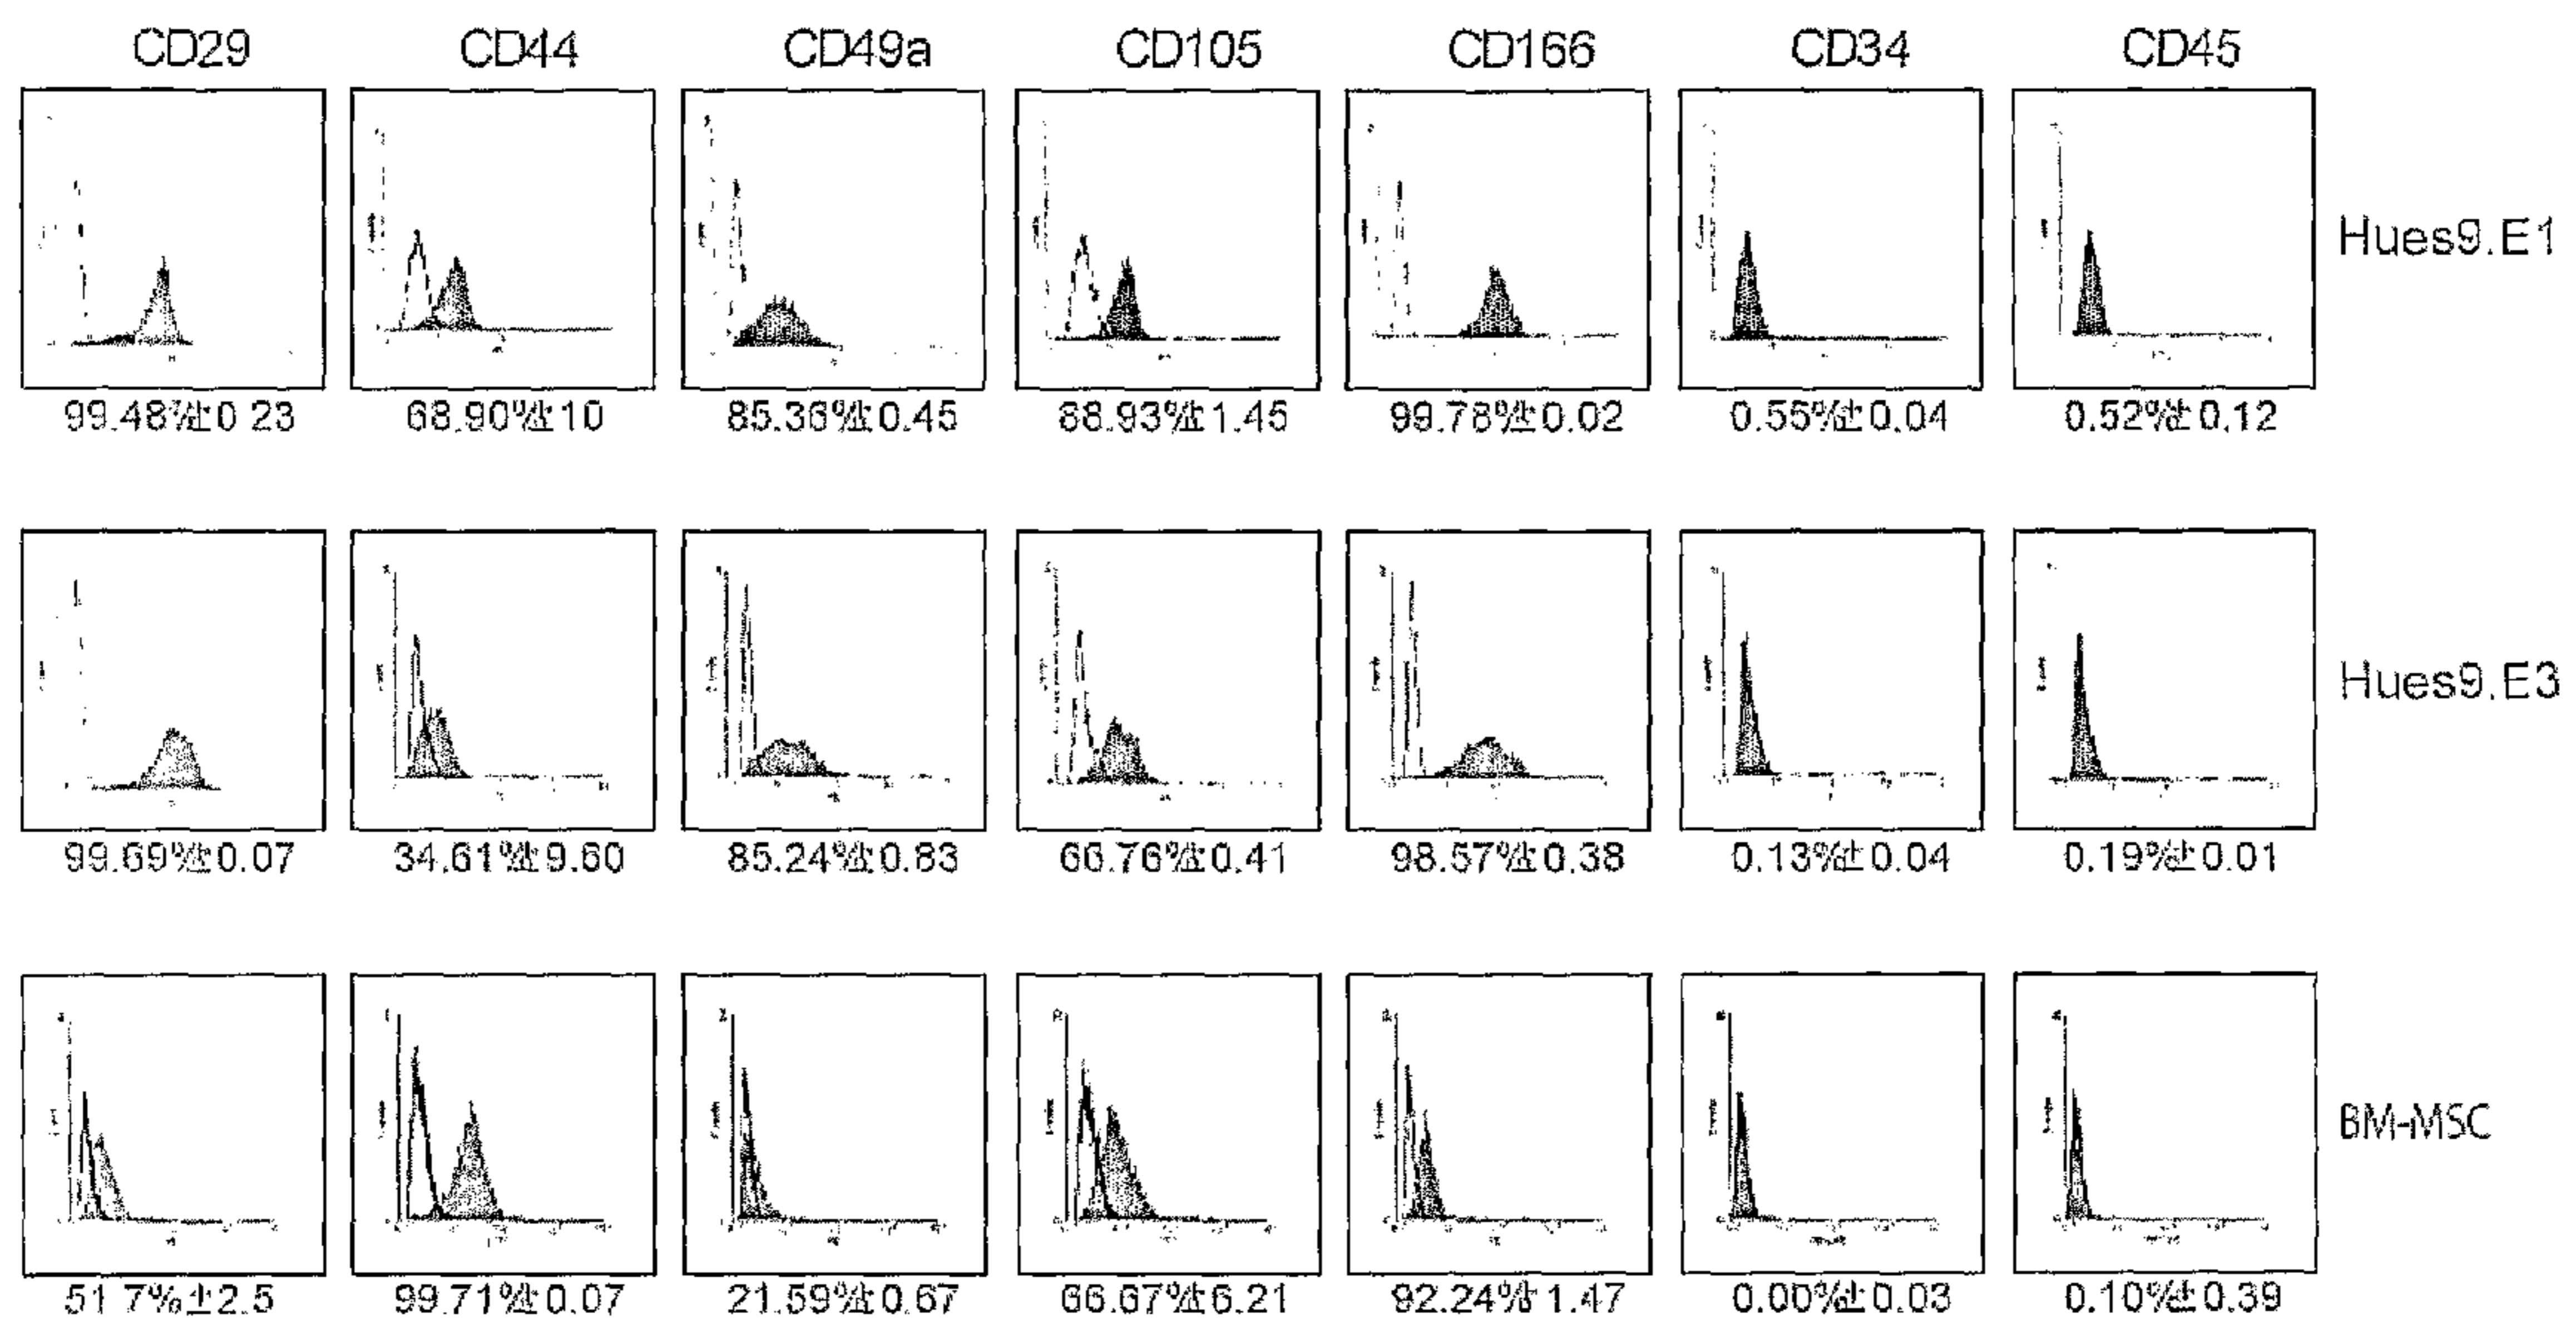 CD29 CD44 CD49a CD105 CD166 CD34 CD45
Hues9.E1
99.48%±0.23 68.90%±10 85.36%±0.45 88.93%±1.45 99.78%±0.02 0.55%±0.04 0.52%±0.12
Hues9.E3
99.69%±0.07 34.61%±9.60 85.24%±0.83 66.76%±0.41 98.57%±0.38 0.13%±0.04 0.19%±0.01
BM-MSC
51.7%±2.5 99.71%±0.07 21.59%±0.67 66.67%±6.21 92.24%±1.47 0.00%±0.03 0.10%±0.39